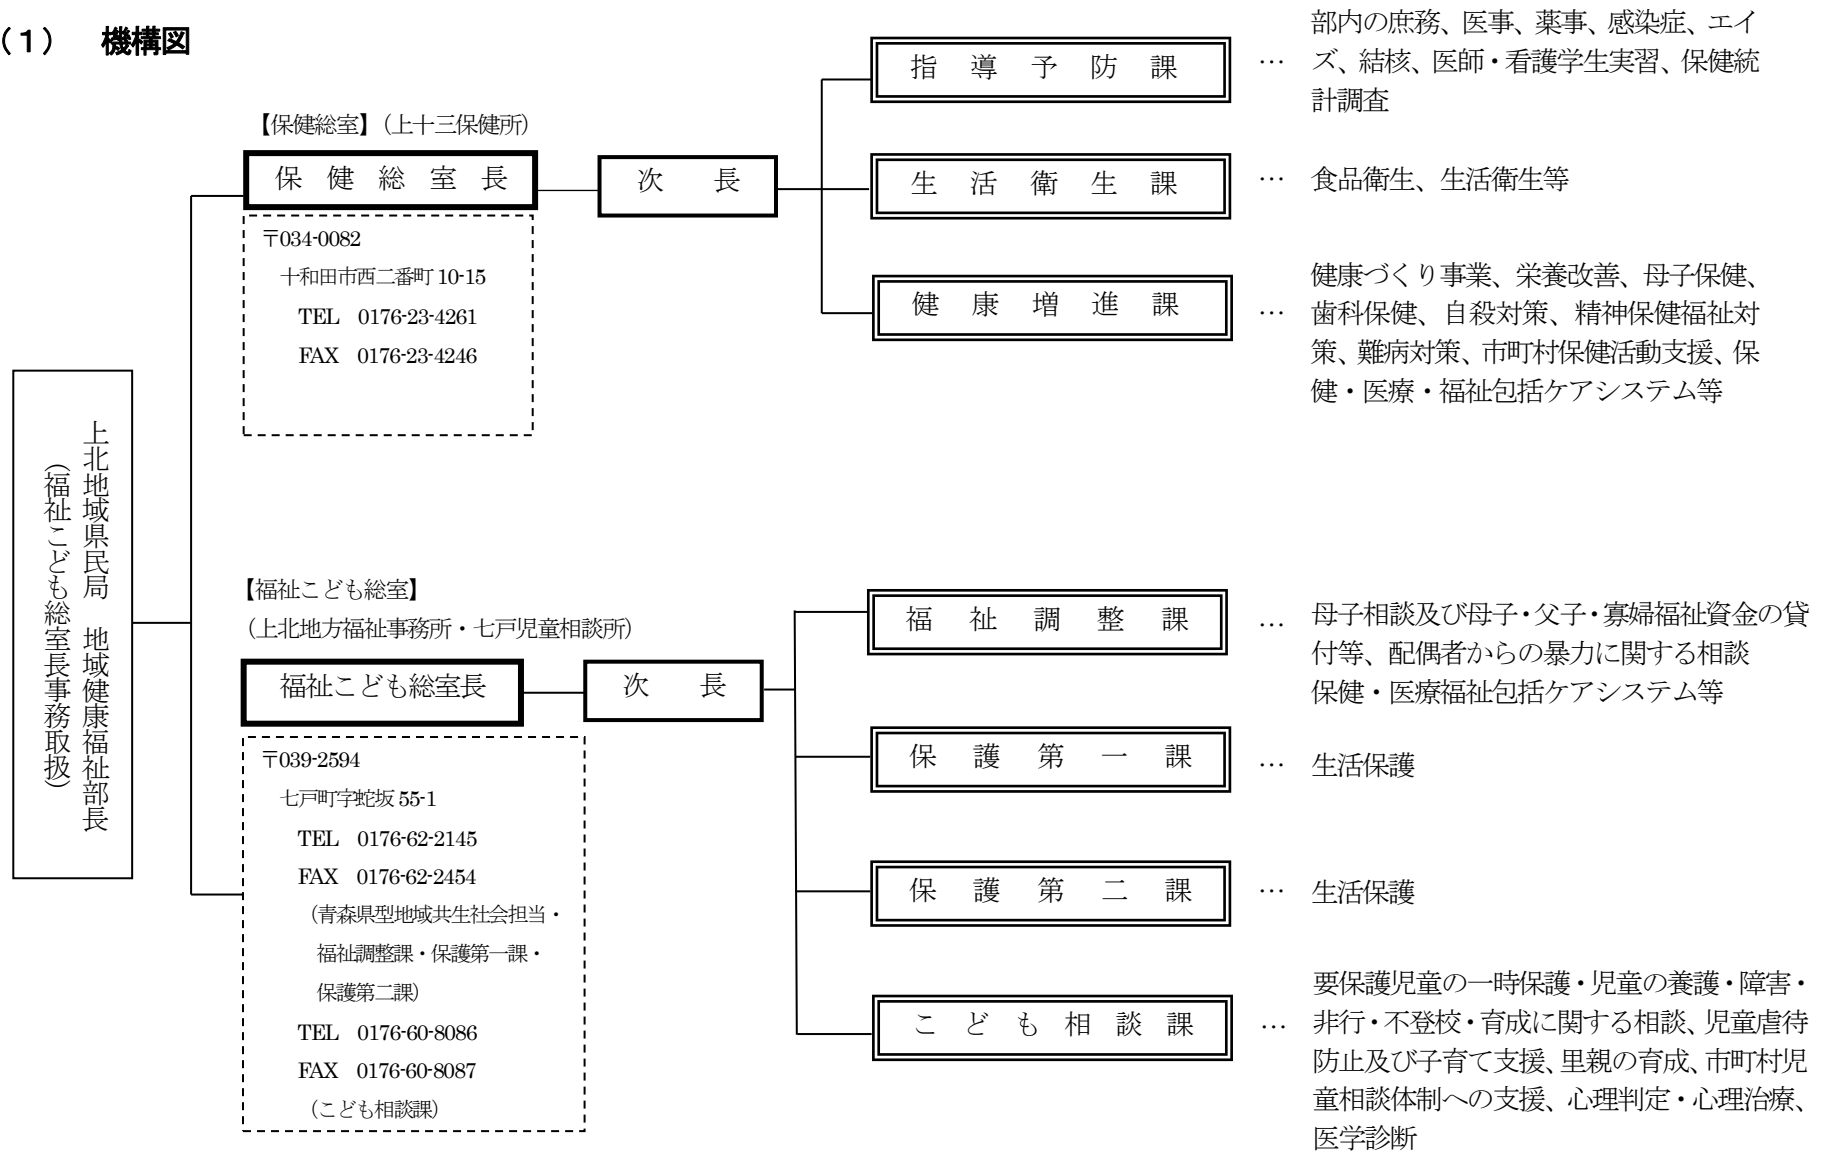 （１）　機構図
上北地域県民局　地域健康福祉部長
（福祉こども総室長事務取扱）
【保健総室】（上十三保健所）
保健総室長
次長
〒034-0082
十和田市西二番町 10-15
TEL　0176-23-4261
FAX　0176-23-4246
指導予防課
… 部内の庶務、医事、薬事、感染症、エイ
ズ、結核、医師・看護学生実習、保健統
計調査
生活衛生課
… 食品衛生、生活衛生等
健康増進課
健康づくり事業、栄養改善、母子保健、
… 歯科保健、自殺対策、精神保健福祉対
策、難病対策、市町村保健活動支援、保
健・医療・福祉包括ケアシステム等
【福祉こども総室】
（上北地方福祉事務所・七戸児童相談所）
福祉こども総室長
次長
〒039-2594
七戸町字蛇坂 55-1
TEL　0176-62-2145
FAX　0176-62-2454
（青森県型地域共生社会担当・
福祉調整課・保護第一課・
保護第二課）
TEL　0176-60-8086
FAX　0176-60-8087
（こども相談課）
福祉調整課
… 母子相談及び母子・父子・寡婦福祉資金の貸
付等、配偶者からの暴力に関する相談
保健・医療福祉包括ケアシステム等
保護第一課
… 生活保護
保護第二課
… 生活保護
こども相談課
要保護児童の一時保護・児童の養護・障害・
… 非行・不登校・育成に関する相談、児童虐待
防止及び子育て支援、里親の育成、市町村児
童相談体制への支援、心理判定・心理治療、
医学診断